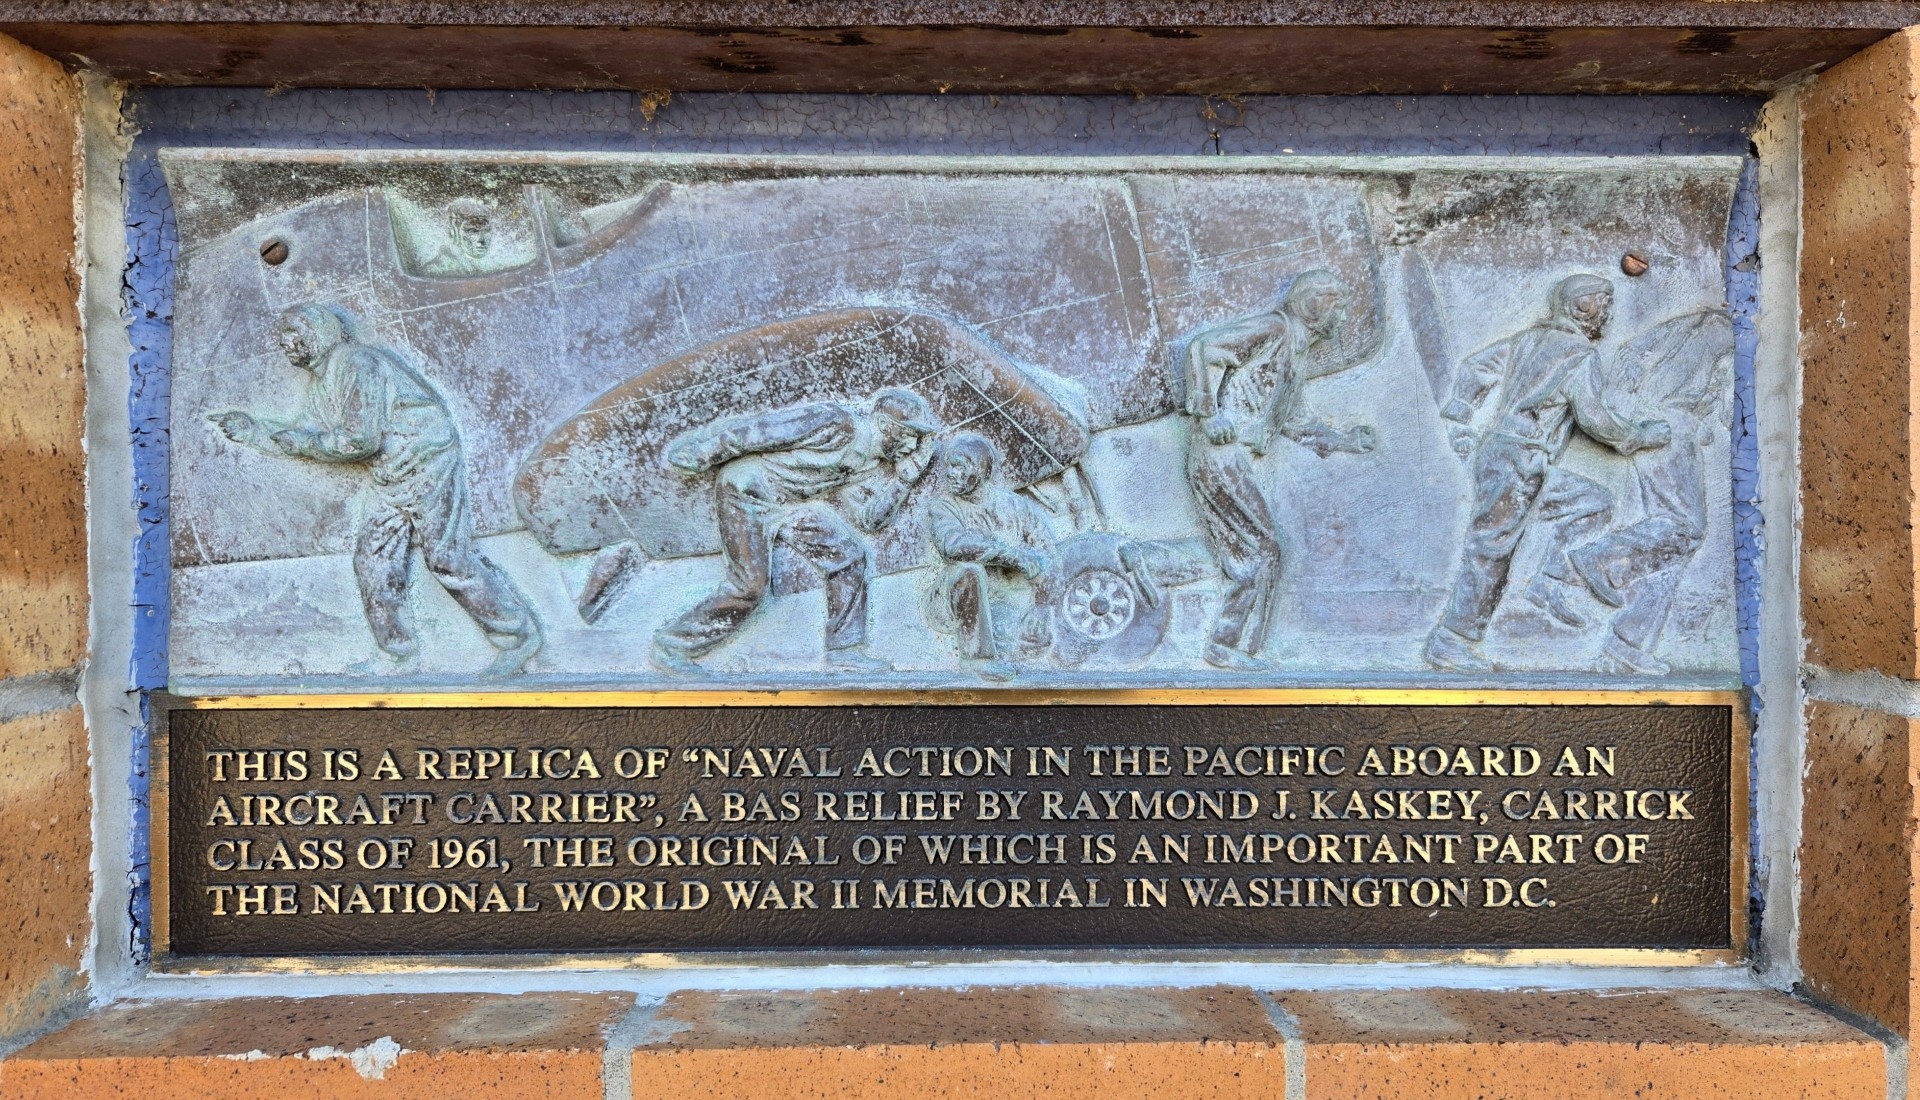 THIS IS A REPLICA OF “NAVAL ACTION IN THE PACIFIC ABOARD AN
AIRCRAFT CARRIER”, A BAS RELIEF BY RAYMOND J. KASKEY, CARRICK
CLASS OF 1961, THE ORIGINAL OF WHICH IS AN IMPORTANT PART OF
THE NATIONAL WORLD WAR II MEMORIAL IN WASHINGTON D.C.